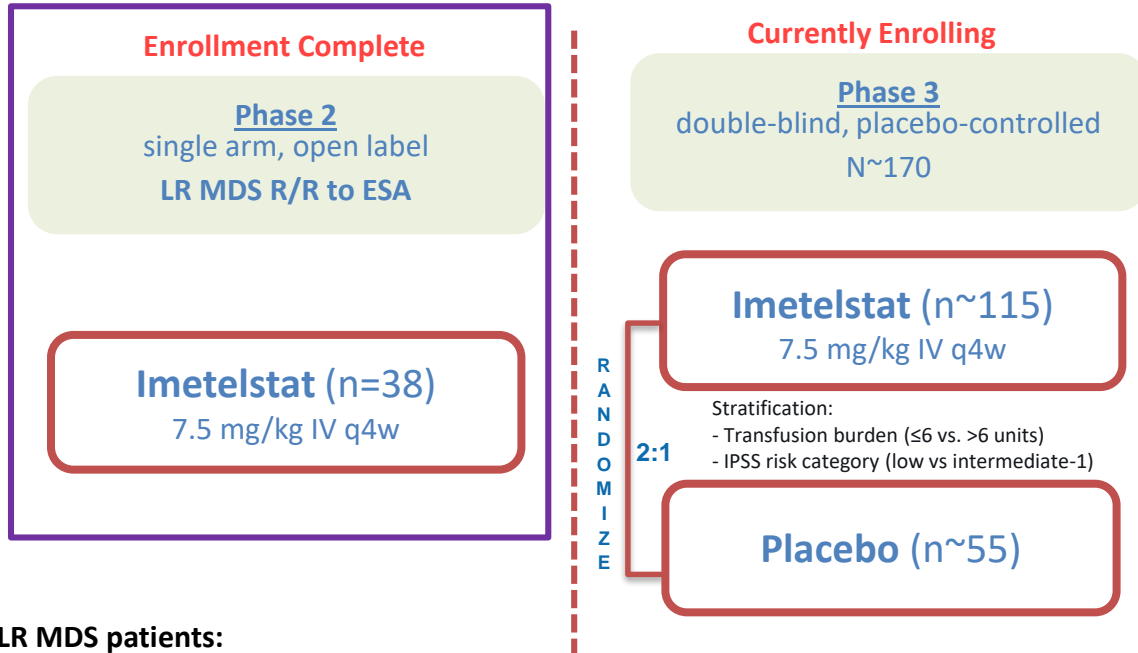 Enrollment Complete
Phase 2
single arm, open label
LR MDS R/R to ESA
Imetelstat (n=38)
7.5 mg/kg IV q4w
Currently Enrolling
Phase 3
double-blind, placebo-controlled
N~170
RANDOMIZE
2:1
Imetelstat (n~115)
7.5 mg/kg IV q4w
Stratification:
- Transfusion burden (≤6 vs. >6 units)
- IPSS risk category (low vs intermediate-1)
Placebo (n~55)
LR MDS patients: